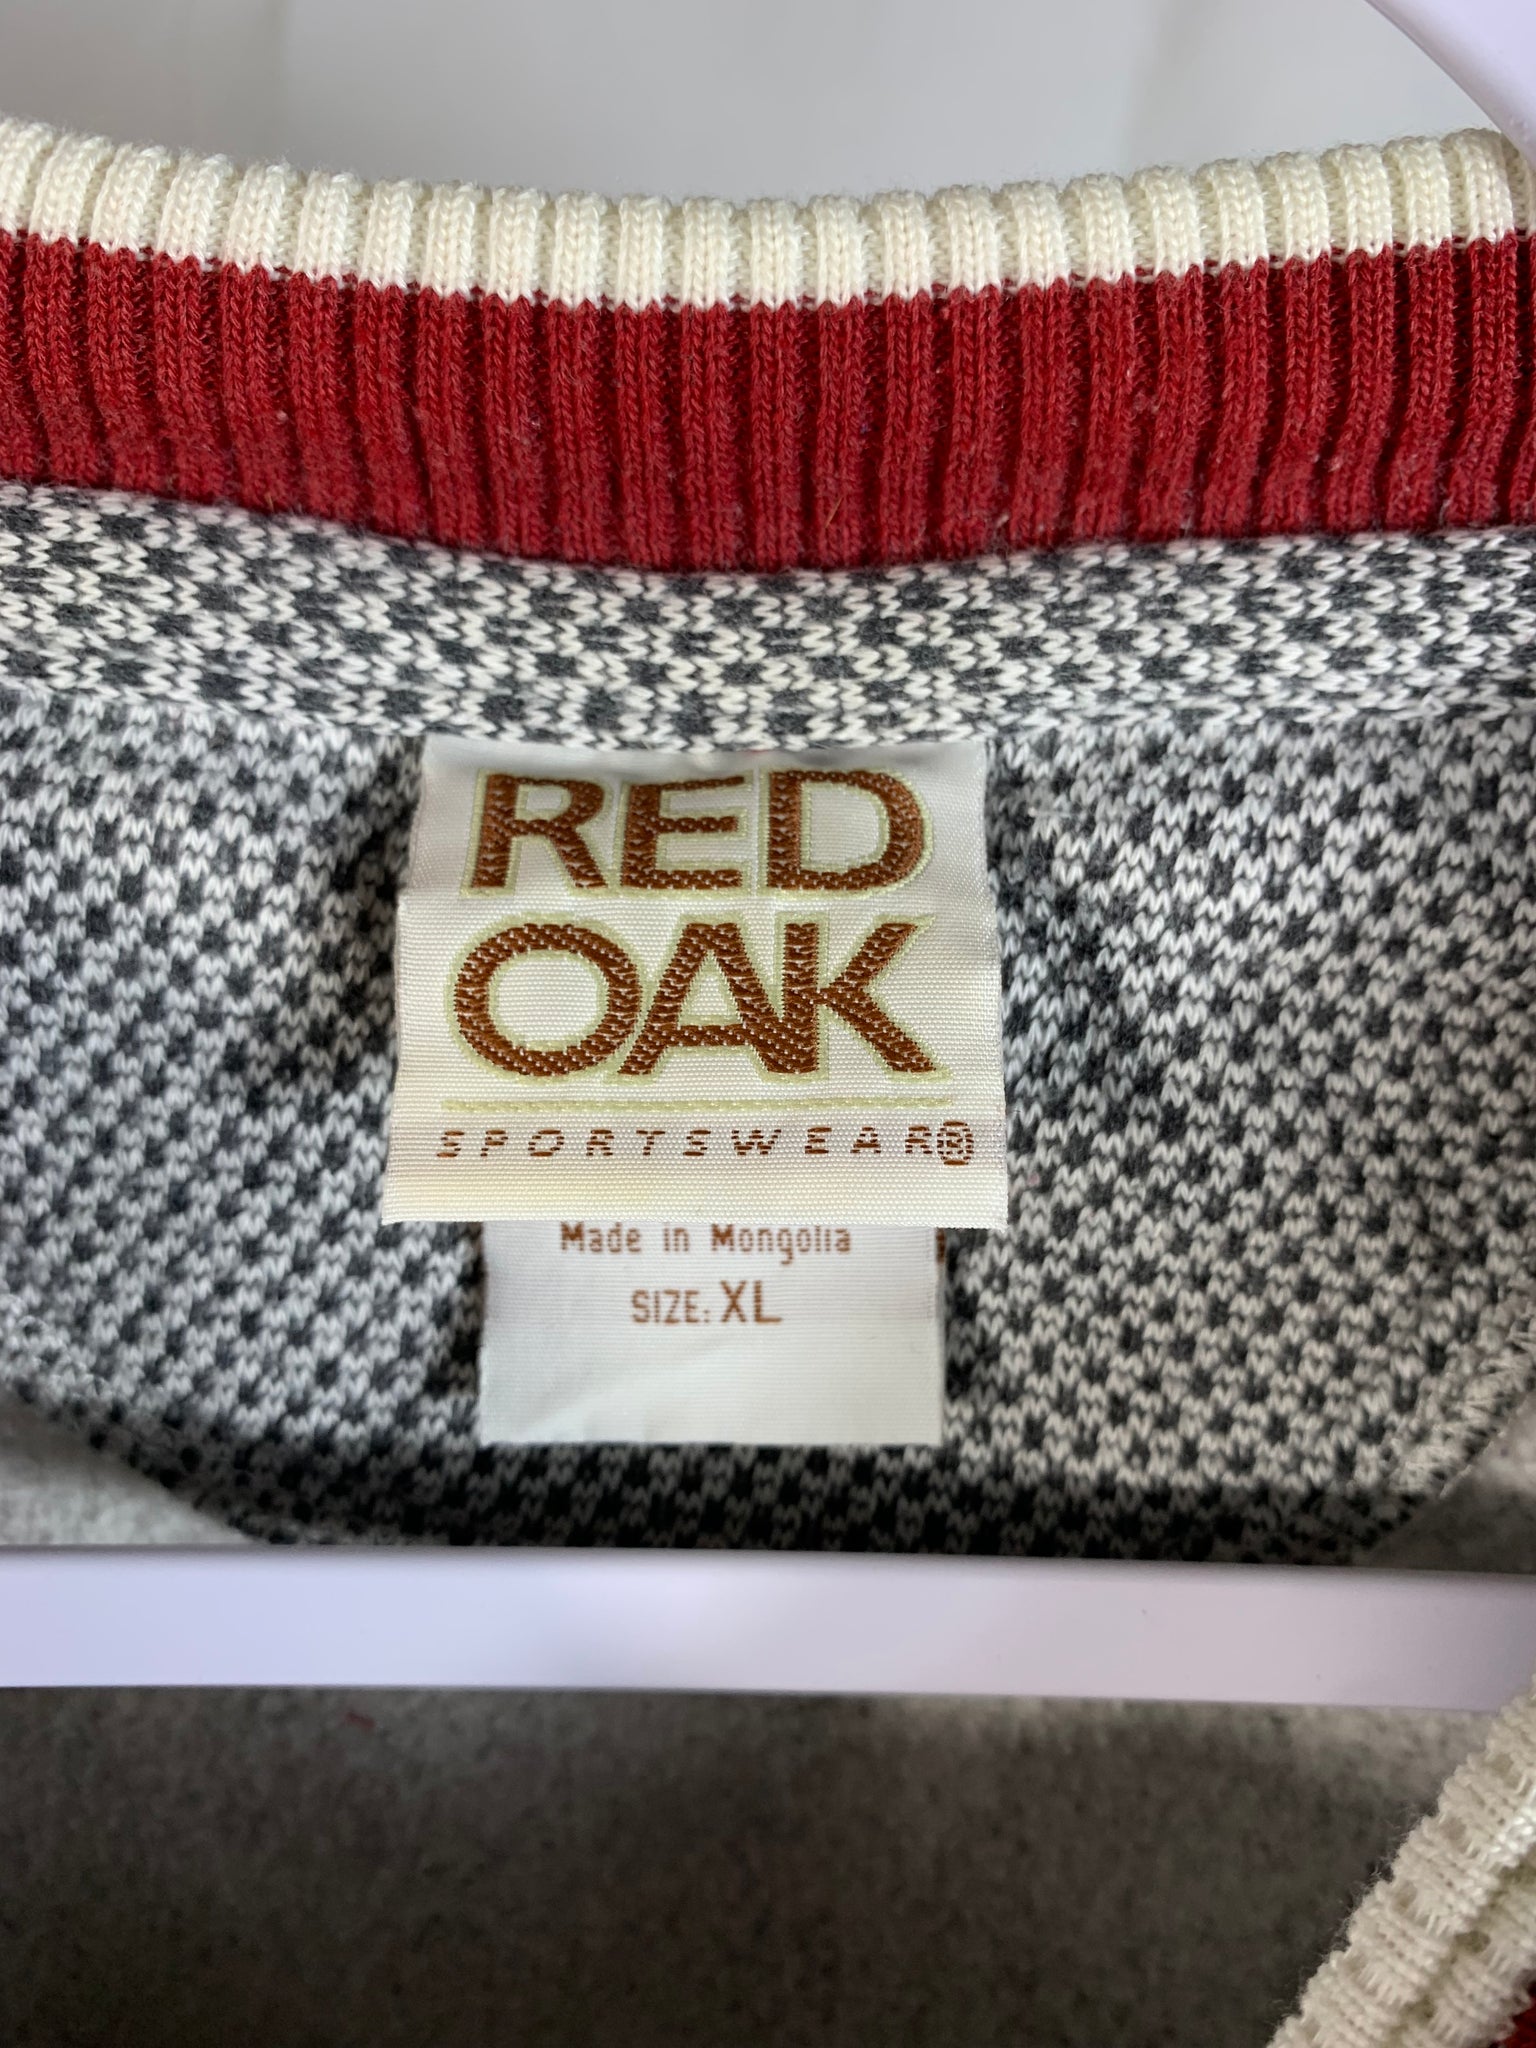 RED
OAK
SPORTSWEAR®
Made in Mongolia
SIZE: XL